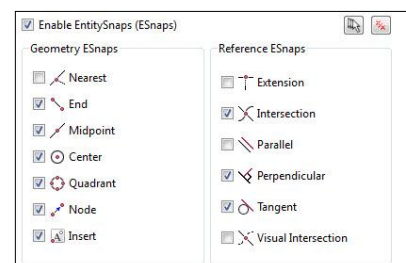 Enable EntitySnaps (ESnaps)
Geometry ESnaps
Nearest
End
Midpoint
Center
Quadrant
Node
Insert
Reference ESnaps
Extension
Intersection
Parallel
Perpendicular
Tangent
Visual Intersection